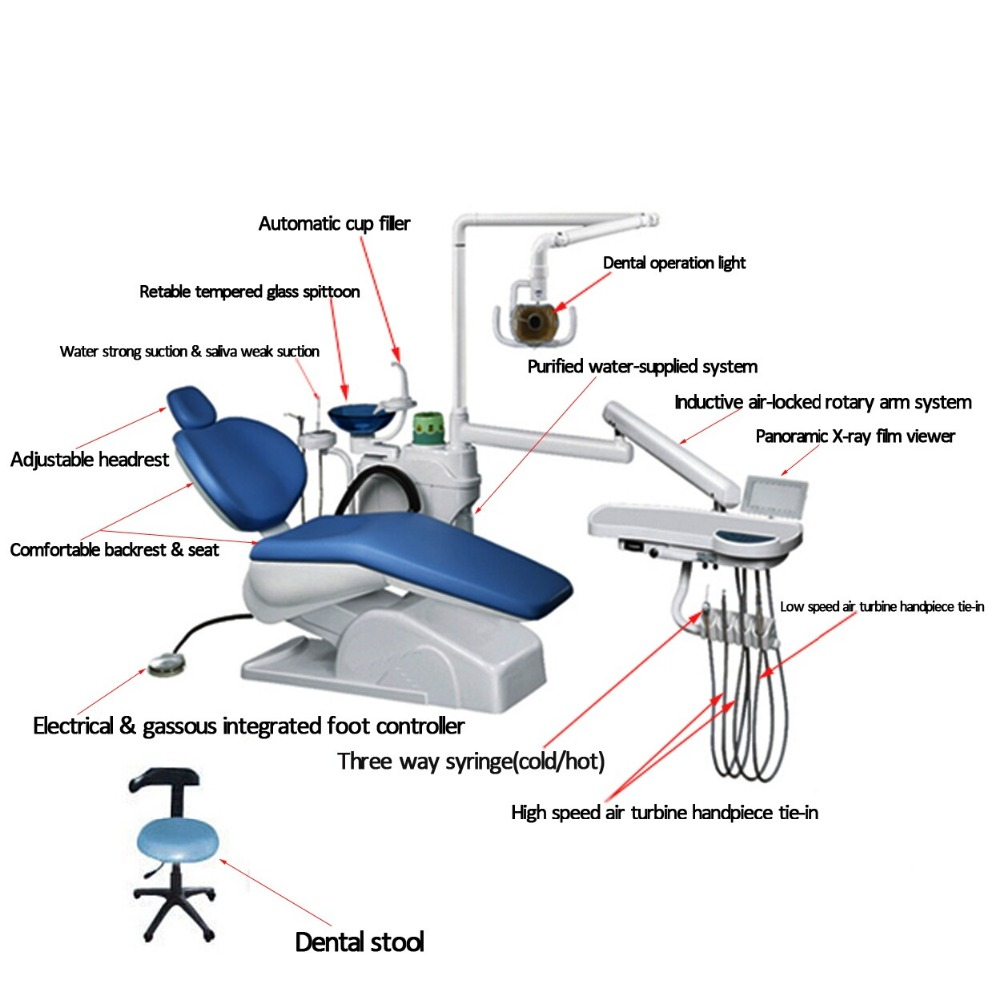 Automatic cup filler
Dental operation light
Retable tempered glass spittoon
Water strong suction & saliva weak suction
Purified water-supplied system
Inductive air-locked rotary arm system
Panoramic X-ray film viewer
Adjustable headrest
Comfortable backrest & seat
Low speed air turbine handpiece tie-in
Electrical & gassous integrated foot controller
Three way syringe(cold/hot)
High speed air turbine handpiece tie-in
Dental stool